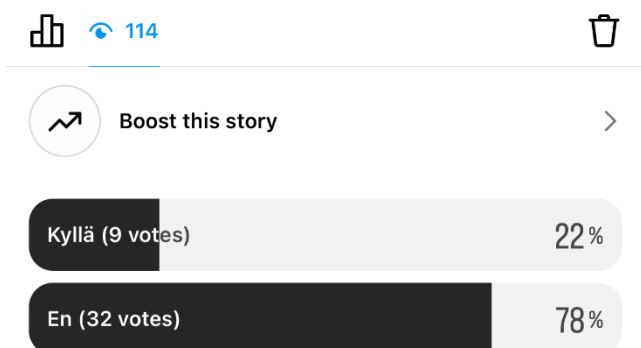 114
Boost this story
Kyllä (9 votes) 22%
En (32 votes) 78%